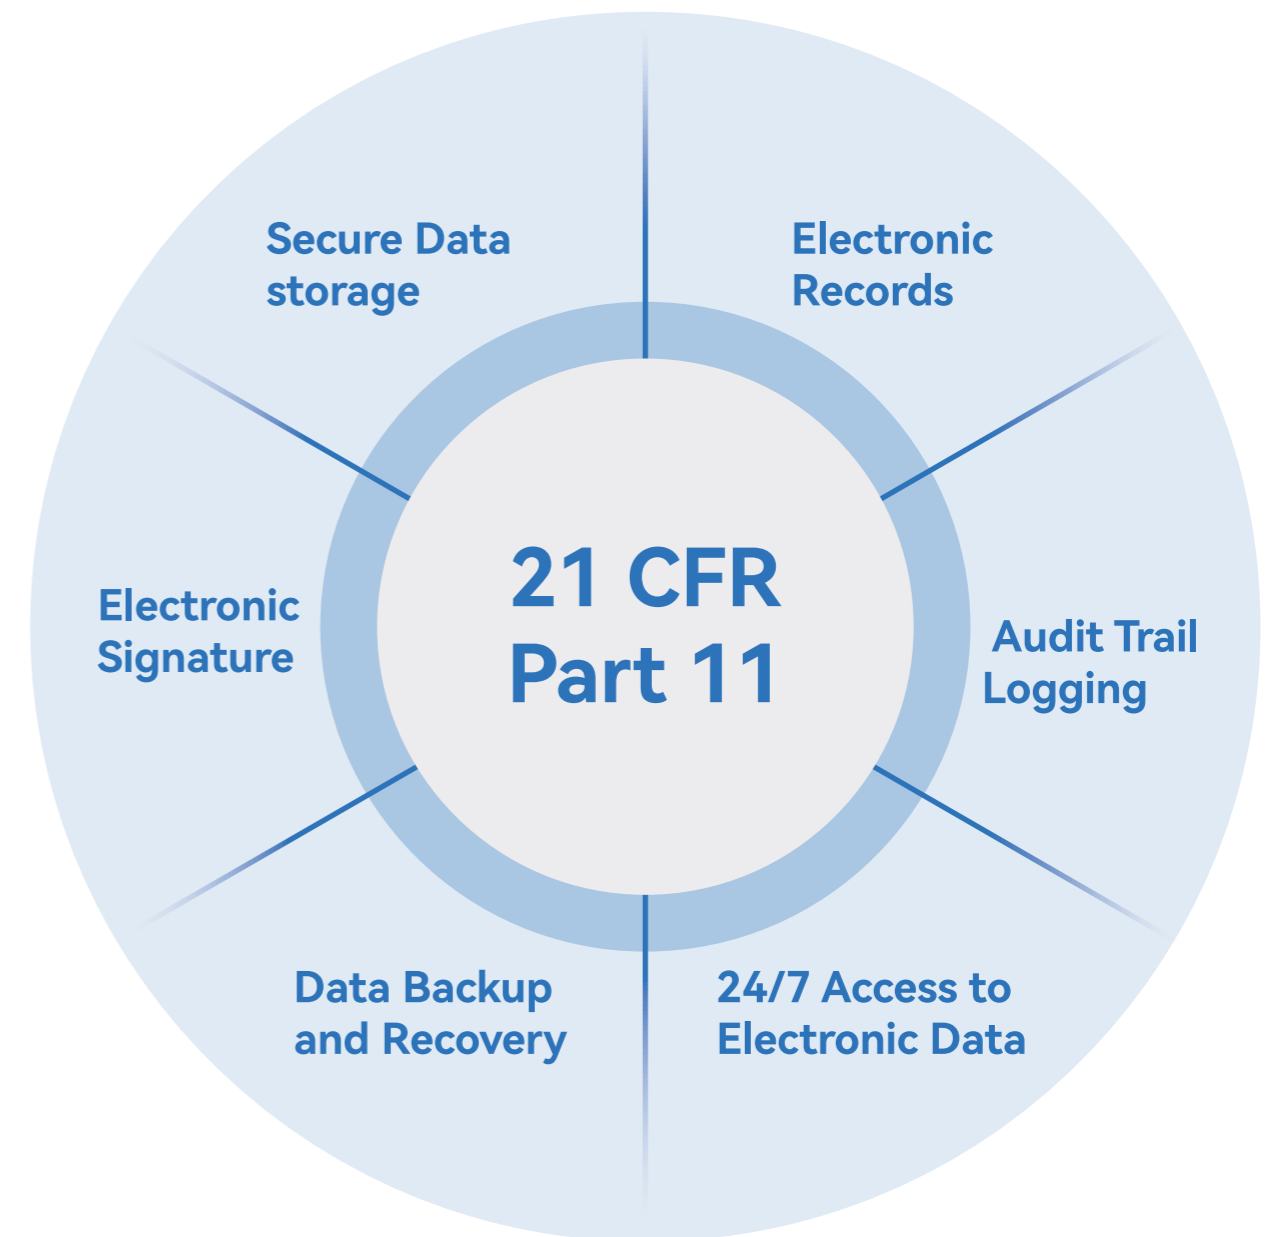 Secure Data
storage
Electronic
Records
Electronic
Signature
21 CFR
Part 11
Audit Trail
Logging
Data Backup
and Recovery
24/7 Access to
Electronic Data